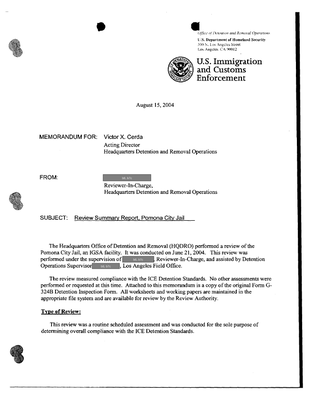 Office of Detention and Removal Operations
U.S. Department of Homeland Security
Los Angeles, CA 90012
U.S. Immigration
and Customs
Enforcement
August 15, 2004
MEMORANDUM FOR: Victor X. Cerda
Acting Director
Headquarters Detention and Removal Operations
FROM:
Reviewer-In-Charge,
Headquarters Detention and Removal Operations
SUBJECT: Review Summary Report, Pomona City Jail
The Headquarters Office of Detention and Removal (HQDRO) performed a review of the
Pomona City Jail, an IGSA facility. It was conducted on June 21, 2004. This review was
performed under the supervision of Reviewer-In-Charge, and assisted by Detention
Operations Supervisor , Los Angeles Field Office.
The review measured compliance with the ICE Detention Standards. No other assessments were
performed or requested at this time. Attached to this memorandum is a copy of the original Form G-
324B Detention Inspection Form. All worksheets and working papers are maintained in the
appropriate file system and are available for review by the Review Authority.
Type of Review:
This review was a routine scheduled assessment and was conducted for the sole purpose of
determining overall compliance with the ICE Detention Standards.